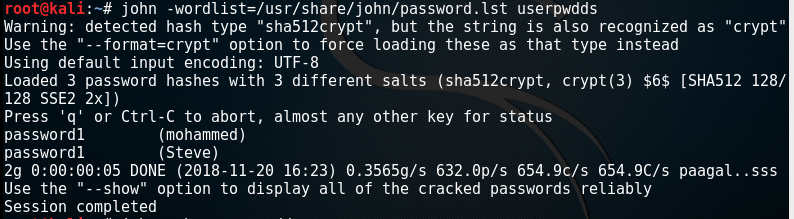 root@kali:~# john -wordlist=/usr/share/john/password.lst userpwdds
Warning: detected hash type "sha512crypt", but the string is also recognized as "crypt"
Use the "--format=crypt" option to force loading these as that type instead
Using default input encoding: UTF-8
Loaded 3 password hashes with 3 different salts (sha512crypt, crypt(3) $6$ [SHA512 128/
128 SSE2 2x])
Press 'q' or Ctrl-C to abort, almost any other key for status
password1        (mohammed)
password1        (Steve)
2g 0:00:00:05 DONE (2018-11-20 16:23) 0.3565g/s 632.0p/s 654.9c/s 654.9C/s paagal..sss
Use the "--show" option to display all of the cracked passwords reliably
Session completed